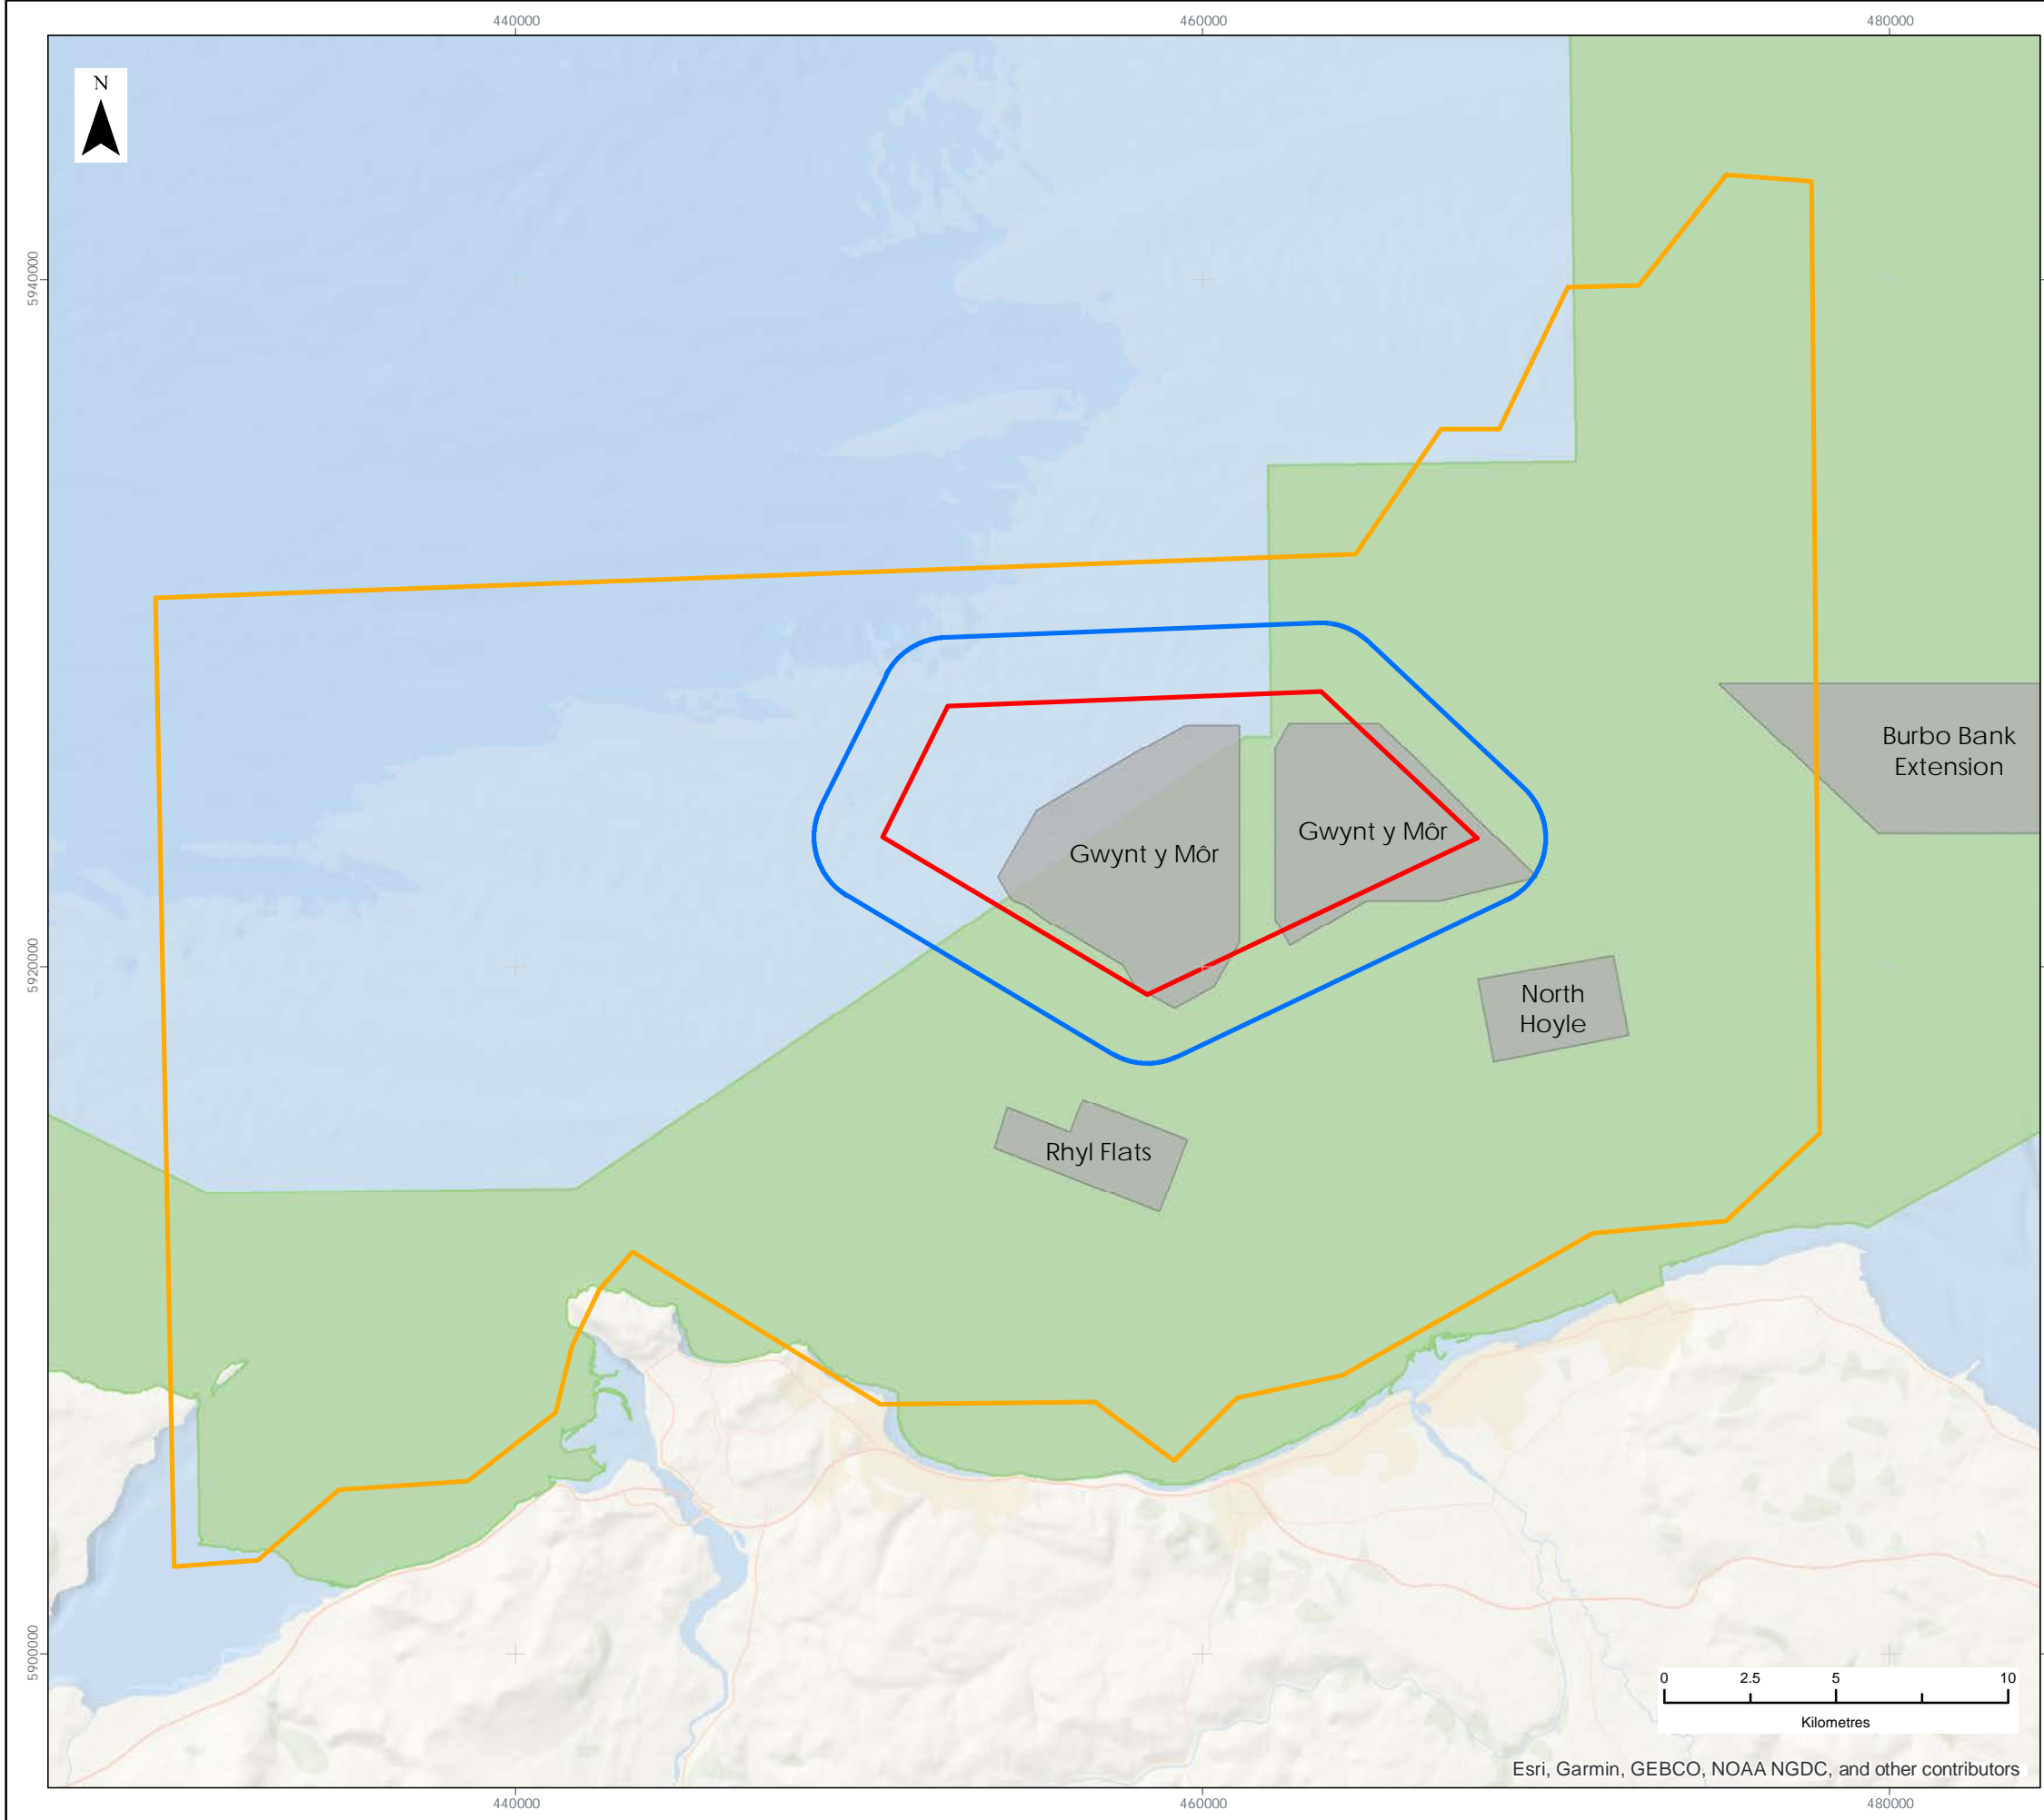 440000
460000
480000
N
5940000
Burbo Bank
Extension
Gwynt y Môr
Gwynt y Môr
5920000
North
Hoyle
Rhyl Flats
5900000
0 2.5 5 10
Kilometres
Esri, Garmin, GEBCO, NOAA NGDC, and other contributors
440000
460000
480000